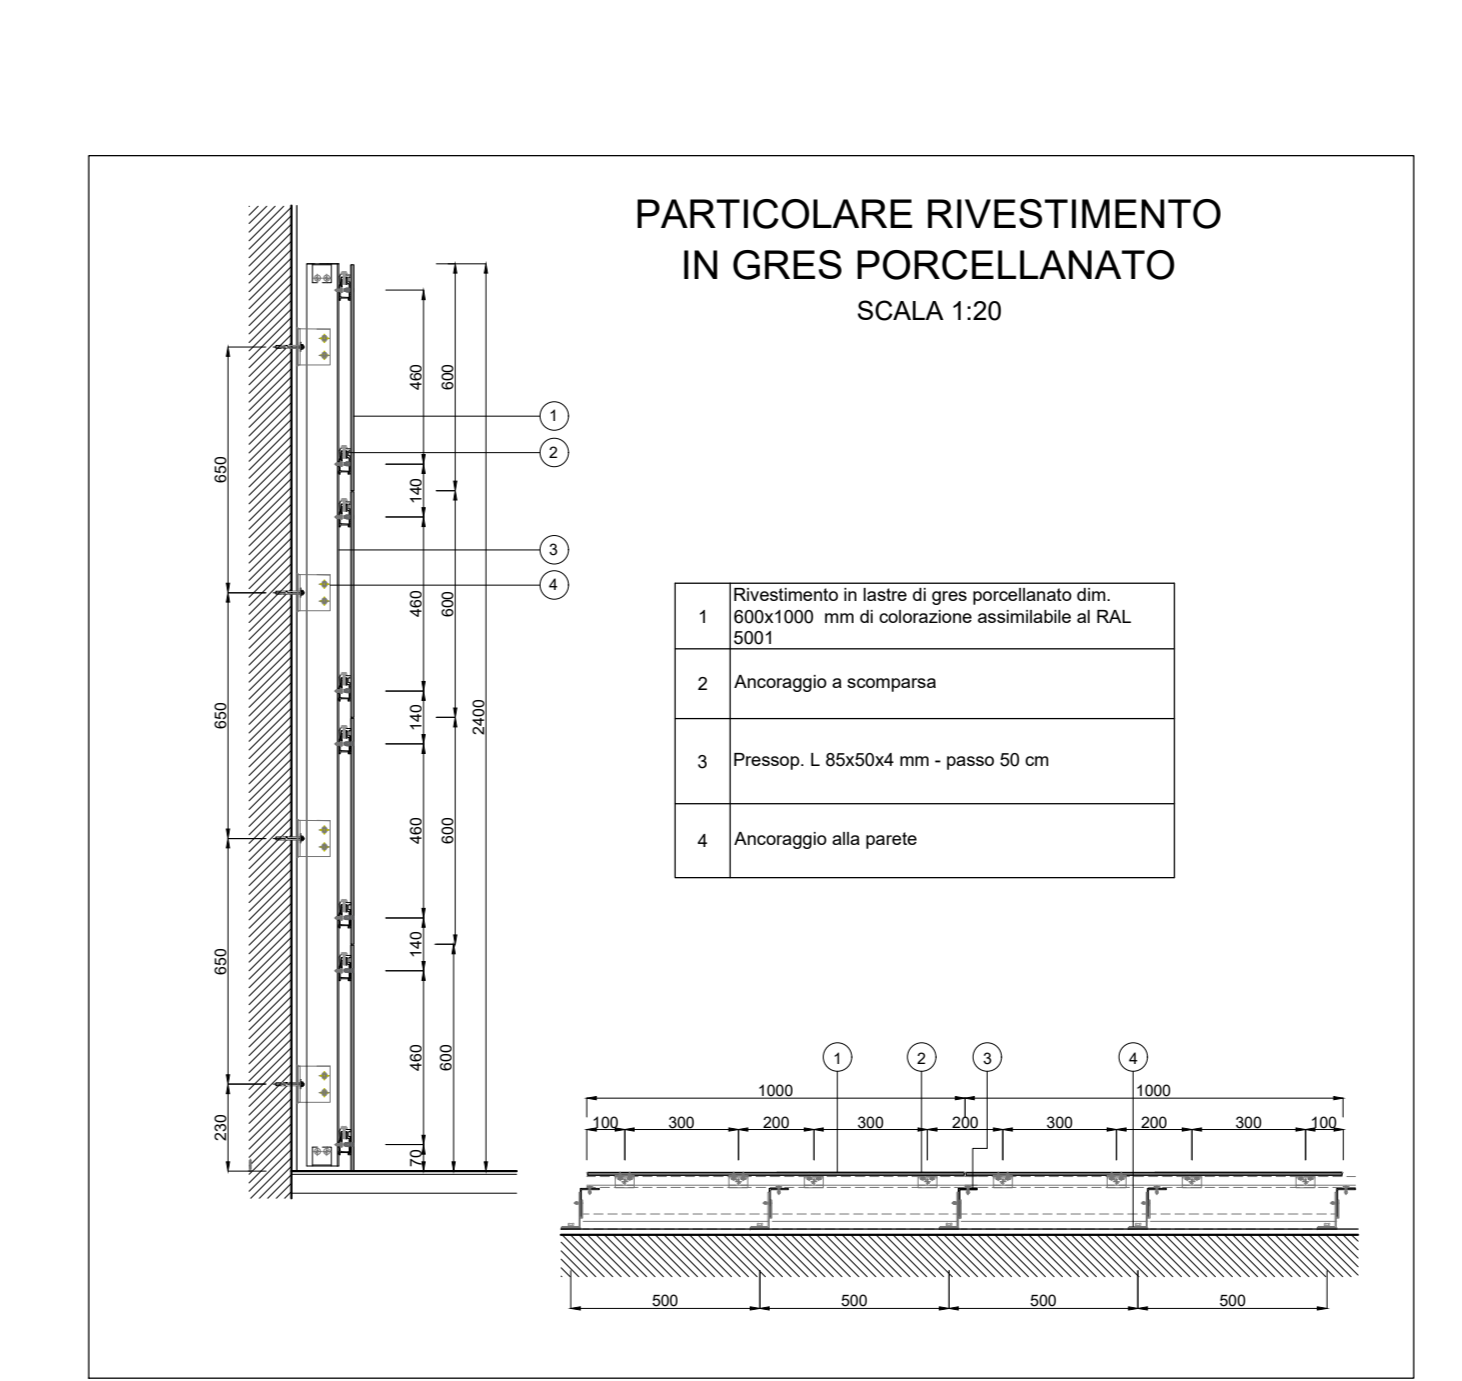 PARTICOLARE RIVESTIMENTO
IN GRES PORCELLANATO
SCALA 1:20
650
650
650
230
460
140
460
140
460
140
460
70
600
600
600
600
2400
1
2
3
4
1 Rivestimento in lastre di gres porcellanato dim.
600x1000 mm di colorazione assimilabile al RAL
5001
2 Ancoraggio a scomparsa
3 Pressop. L 85x50x4 mm - passo 50 cm
4 Ancoraggio alla parete
1 2 3 4
1000 1000
100 300 200 300 200 300 200 300 100
500 500 500 500